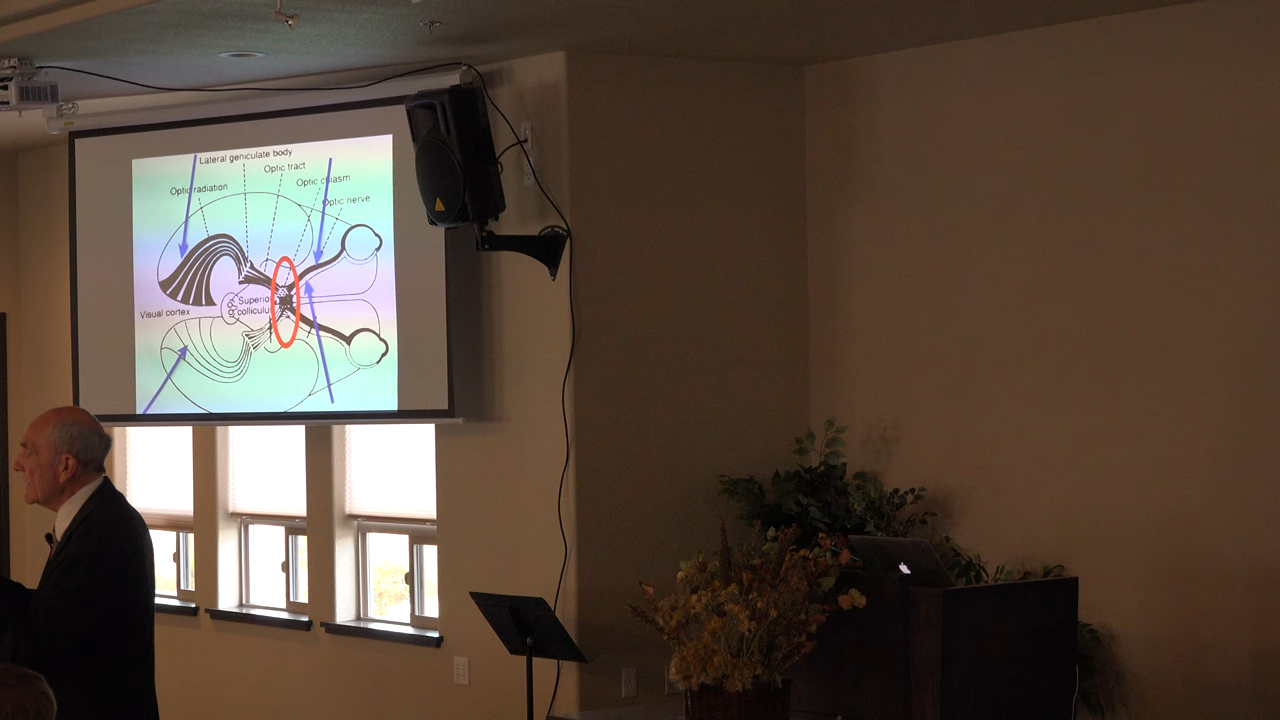 Lateral geniculate body
Optic tract
Optic chiasm
Optic radiation
Optic nerve
Superior
colliculus
Visual cortex